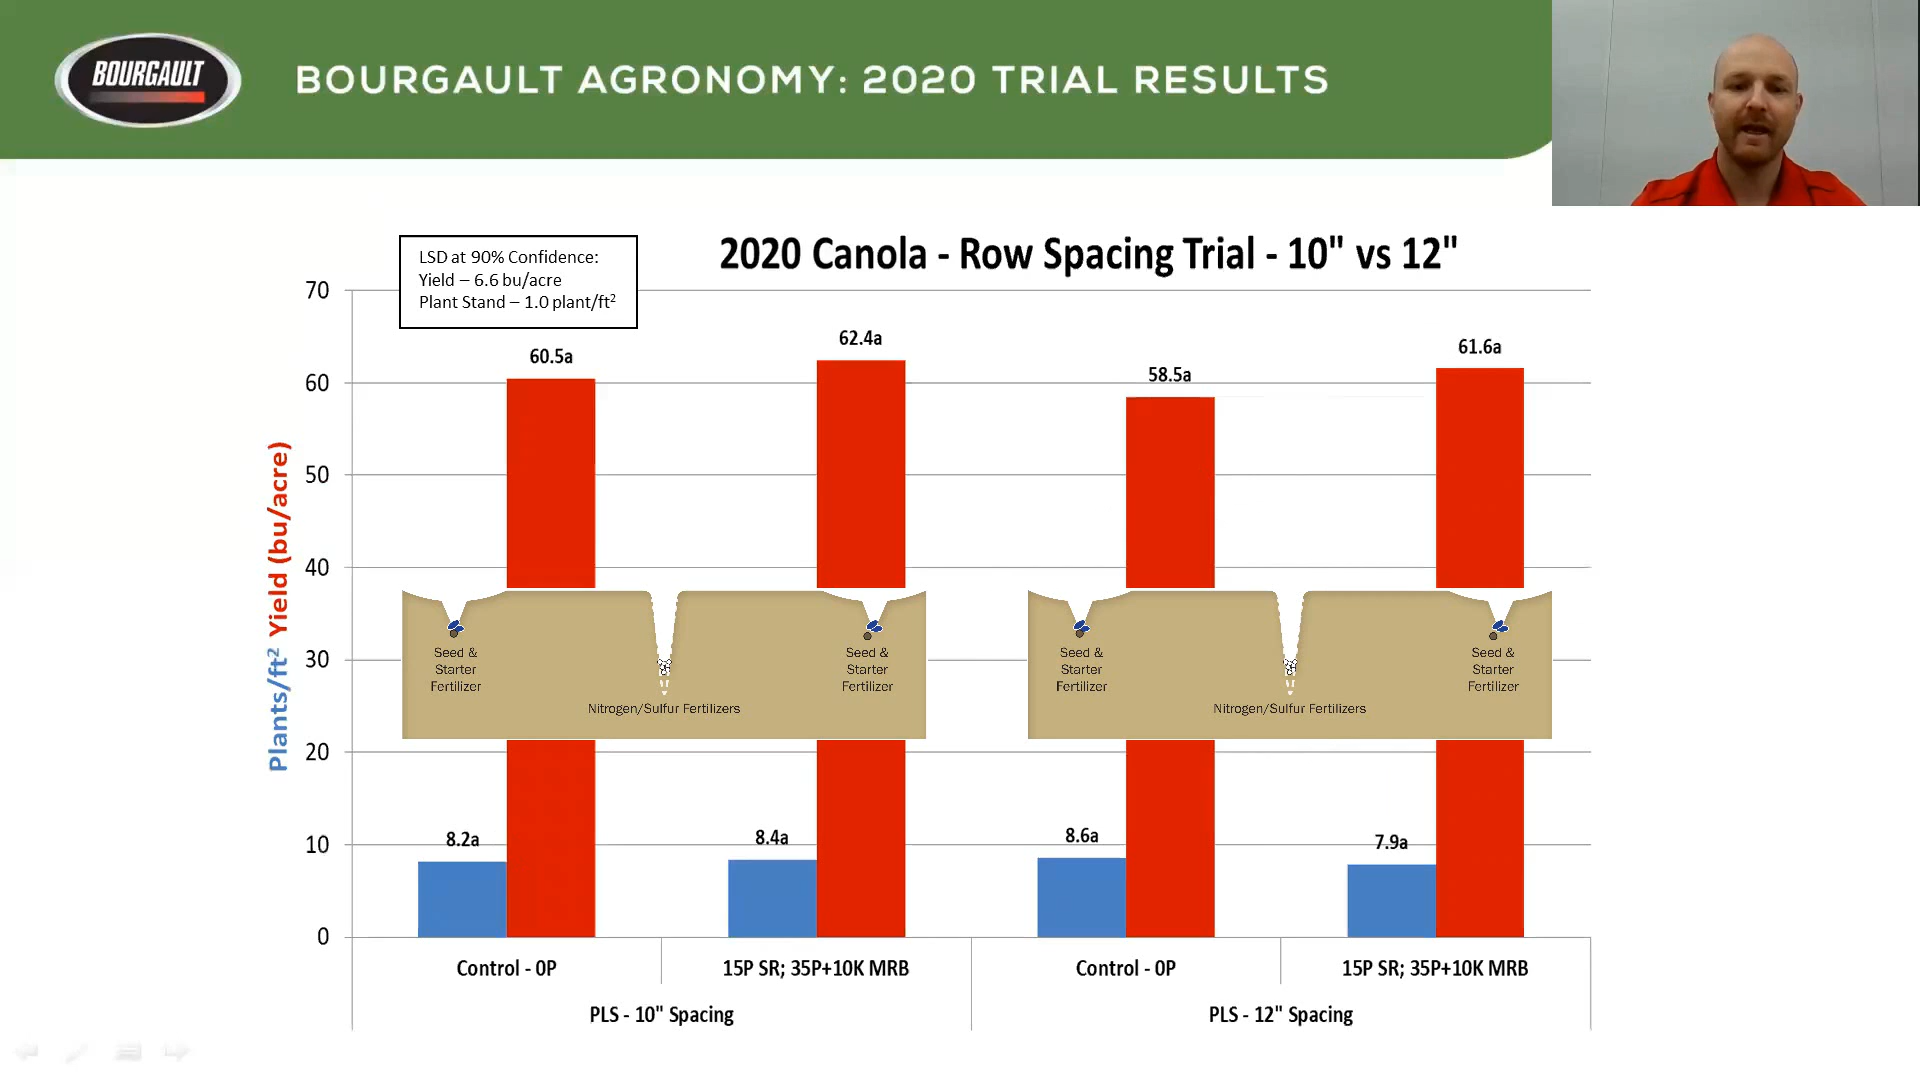 BOURGAULT
BOURGAULT AGRONOMY: 2020 TRIAL RESULTS
2020 Canola - Row Spacing Trial - 10" vs 12"
LSD at 90% Confidence:
Yield – 6.6 bu/acre
Plant Stand – 1.0 plant/ft²
Plants/ft² Yield (bu/acre)
70
60
50
40
30
20
10
0
60.5a
62.4a
58.5a
61.6a
Seed &
Starter
Fertilizer
Nitrogen/Sulfur Fertilizers
Seed &
Starter
Fertilizer
Seed &
Starter
Fertilizer
Nitrogen/Sulfur Fertilizers
Seed &
Starter
Fertilizer
8.2a
8.4a
8.6a
7.9a
Control - 0P
15P SR; 35P+10K MRB
Control - 0P
15P SR; 35P+10K MRB
PLS - 10" Spacing
PLS - 12" Spacing